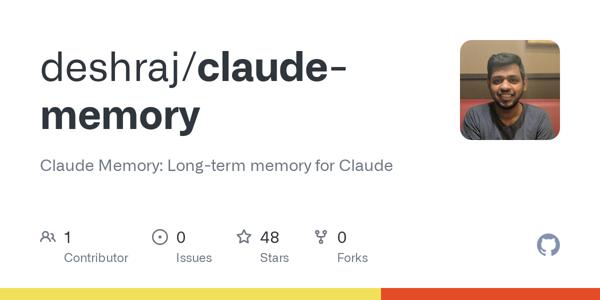 deshraj/claude-
memory
Claude Memory: Long-term memory for Claude
1 0 48 0
Contributor Issues Stars Forks